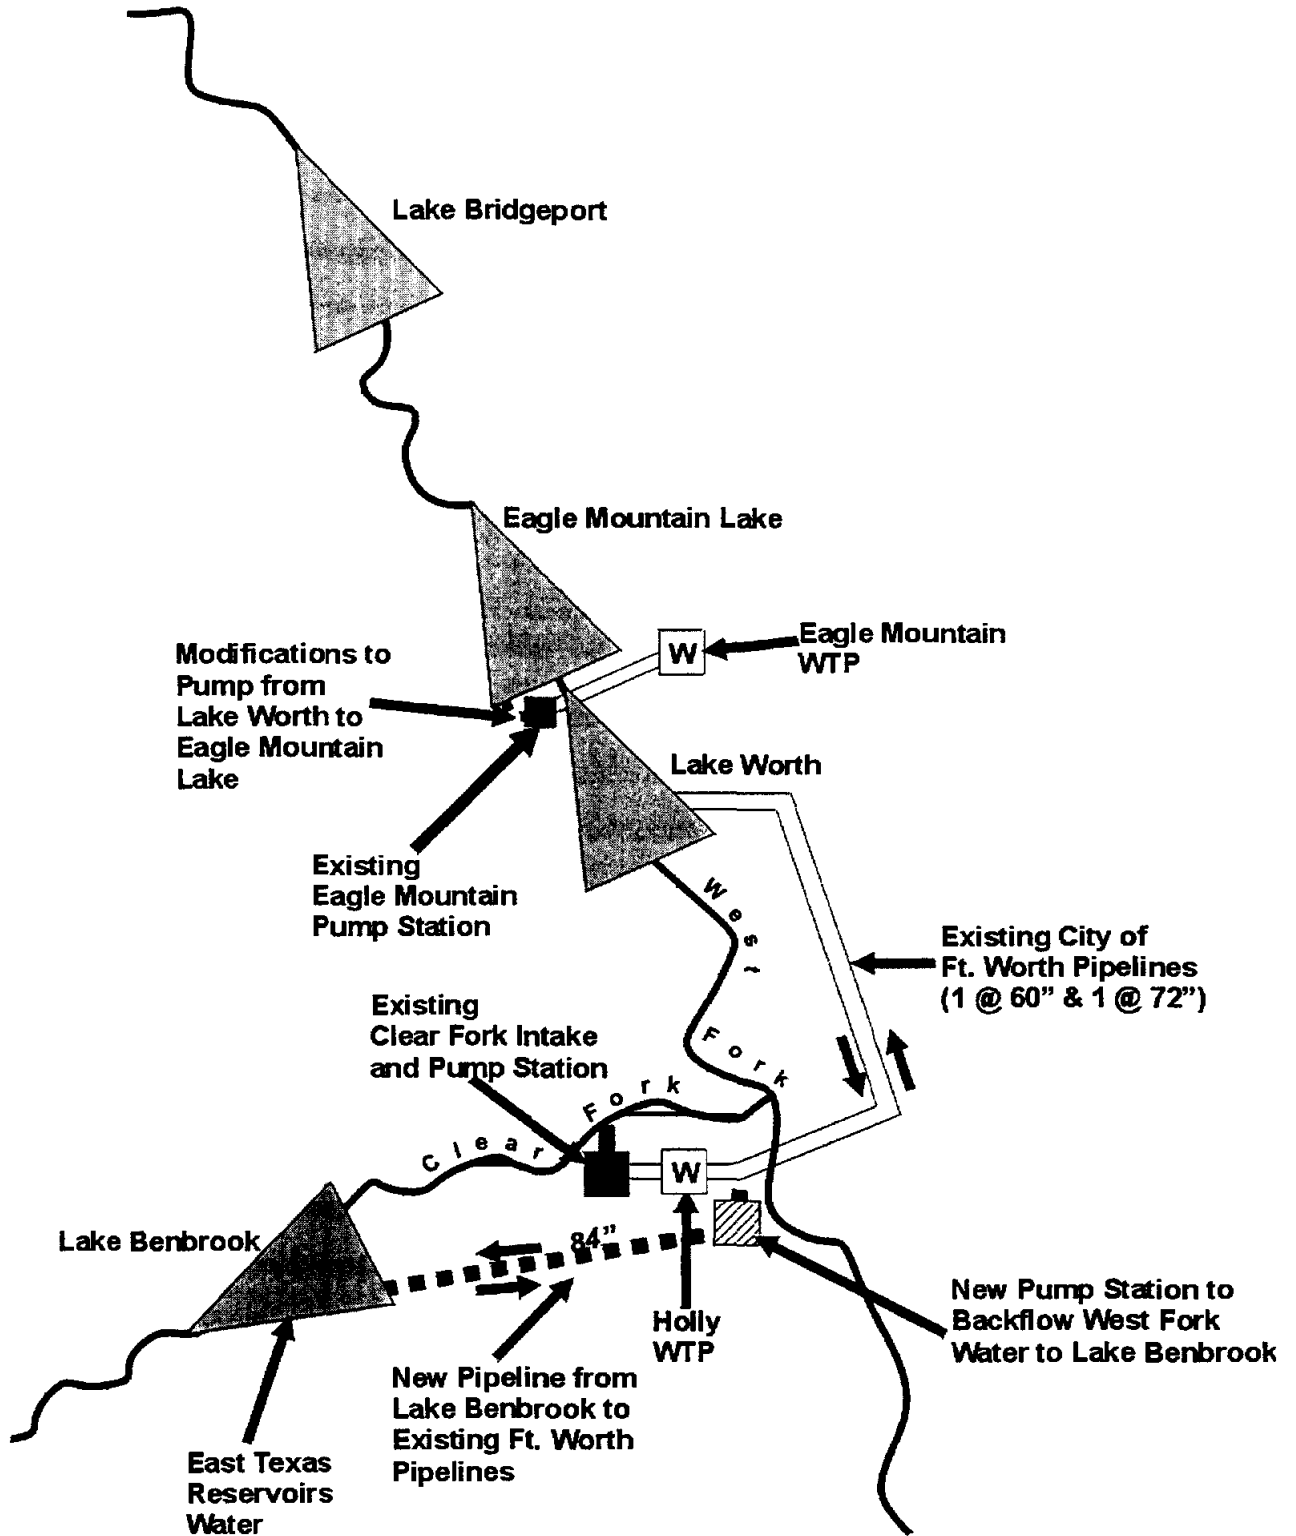 Lake Bridgeport
Eagle Mountain Lake
Modifications to
Pump from
Lake Worth to
Eagle Mountain
Lake
W
Eagle Mountain
WTP
Lake Worth
Existing
Eagle Mountain
Pump Station
West
Fork
Existing City of
Ft. Worth Pipelines
(1 @ 60” & 1 @ 72”)
Existing
Clear Fork Intake
and Pump Station
Clear
Fork
W
Lake Benbrook
84”
Holly
WTP
New Pump Station to
Backflow West Fork
Water to Lake Benbrook
New Pipeline from
Lake Benbrook to
Existing Ft. Worth
Pipelines
East Texas
Reservoirs
Water